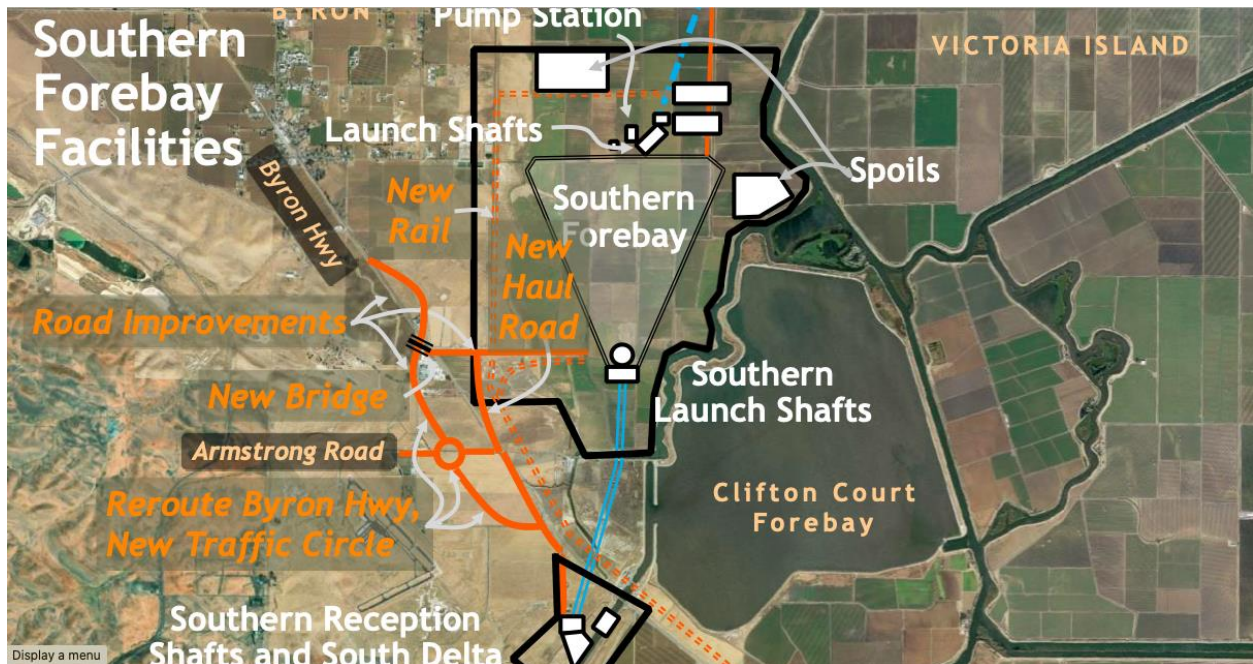 BYRON
Pump Station
Southern
Forebay
Facilities
VICTORIA ISLAND
Launch Shafts
Spoils
Byron Hwy
New
Rail
Southern
Forebay
New
Haul
Road
Road Improvements
New Bridge
Southern
Launch Shafts
Armstrong Road
Clifton Court
Forebay
Reroute Byron Hwy,
New Traffic Circle
Southern Reception
Shafts and South Delta
Display a menu